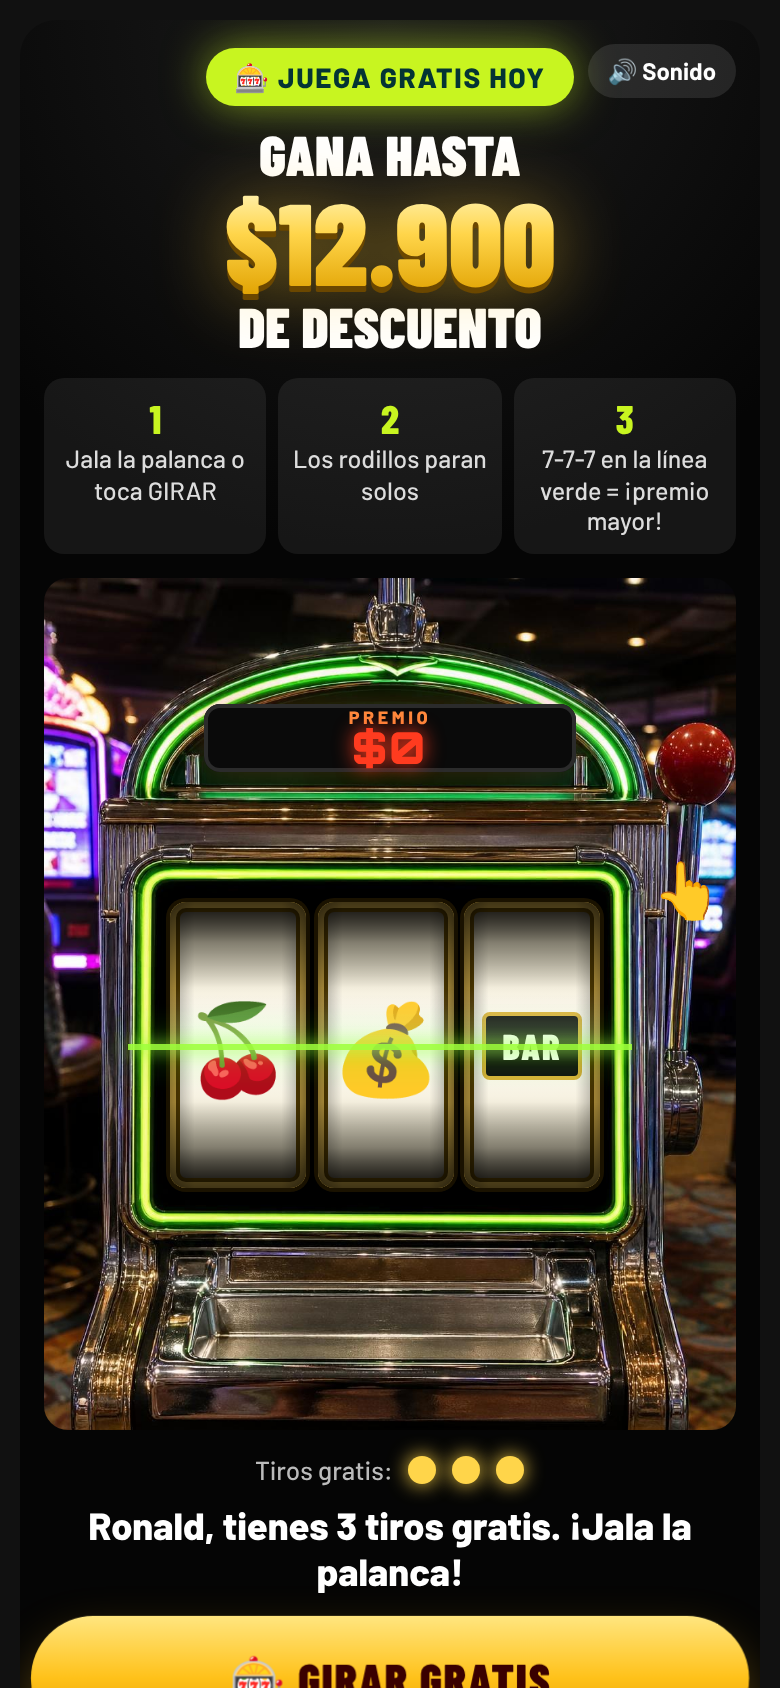 JUEGA GRATIS HOY
Sonido
GANA HASTA
$12.900
DE DESCUENTO
1
Jala la palanca o
toca GIRAR
2
Los rodillos paran
solos
3
7-7-7 en la línea
verde = ¡premio
mayor!
PREMIO
$0
BAR
Tiros gratis:
Ronald, tienes 3 tiros gratis. ¡Jala la
palanca!
GIRAR GRATIS